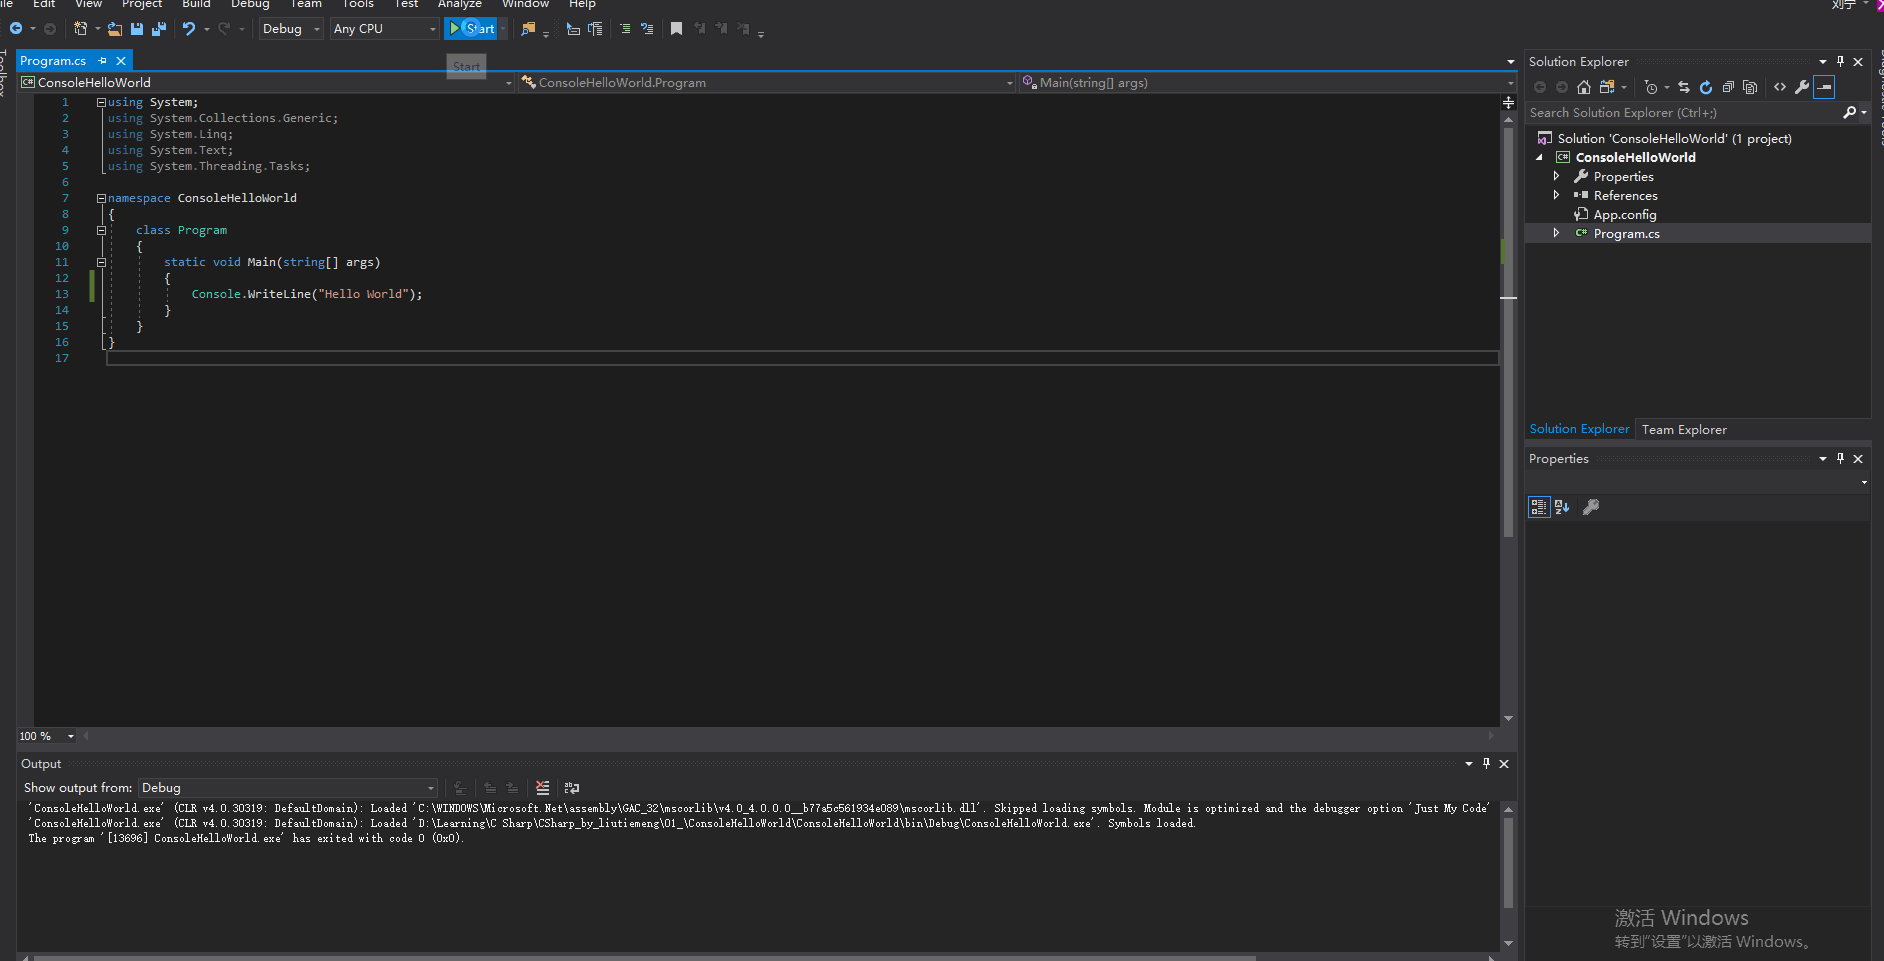 ile Edit View Project Build Debug Team Tools Test Analyze Window Help 刘宁
Debug Any CPU Start
Program.cs
Start
ConsoleHelloWorld ConsoleHelloWorld.Program Main(string[] args)
1 using System;
2 using System.Collections.Generic;
3 using System.Linq;
4 using System.Text;
5 using System.Threading.Tasks;
6
7 namespace ConsoleHelloWorld
8 {
9 class Program
10 {
11 static void Main(string[] args)
12 {
13 Console.WriteLine("Hello World");
14 }
15 }
16 }
17
100 %
Output
Show output from: Debug
'ConsoleHelloWorld.exe' (CLR v4.0.30319: DefaultDomain): Loaded 'C:\WINDOWS\Microsoft.Net\assembly\GAC_32\mscorlib\v4.0_4.0.0.0__b77a5c561934e089\mscorlib.dll'. Skipped loading symbols. Module is optimized and the debugger option 'Just My Code'
'ConsoleHelloWorld.exe' (CLR v4.0.30319: DefaultDomain): Loaded 'D:\Learning\C Sharp\CSharp_by_liutiemeng\01_\ConsoleHelloWorld\ConsoleHelloWorld\bin\Debug\ConsoleHelloWorld.exe'. Symbols loaded.
The program '[13696] ConsoleHelloWorld.exe' has exited with code 0 (0x0).
Solution Explorer
Search Solution Explorer (Ctrl+;)
Solution 'ConsoleHelloWorld' (1 project)
ConsoleHelloWorld
Properties
References
App.config
Program.cs
Solution Explorer Team Explorer
Properties
激活 Windows
转到“设置”以激活 Windows。